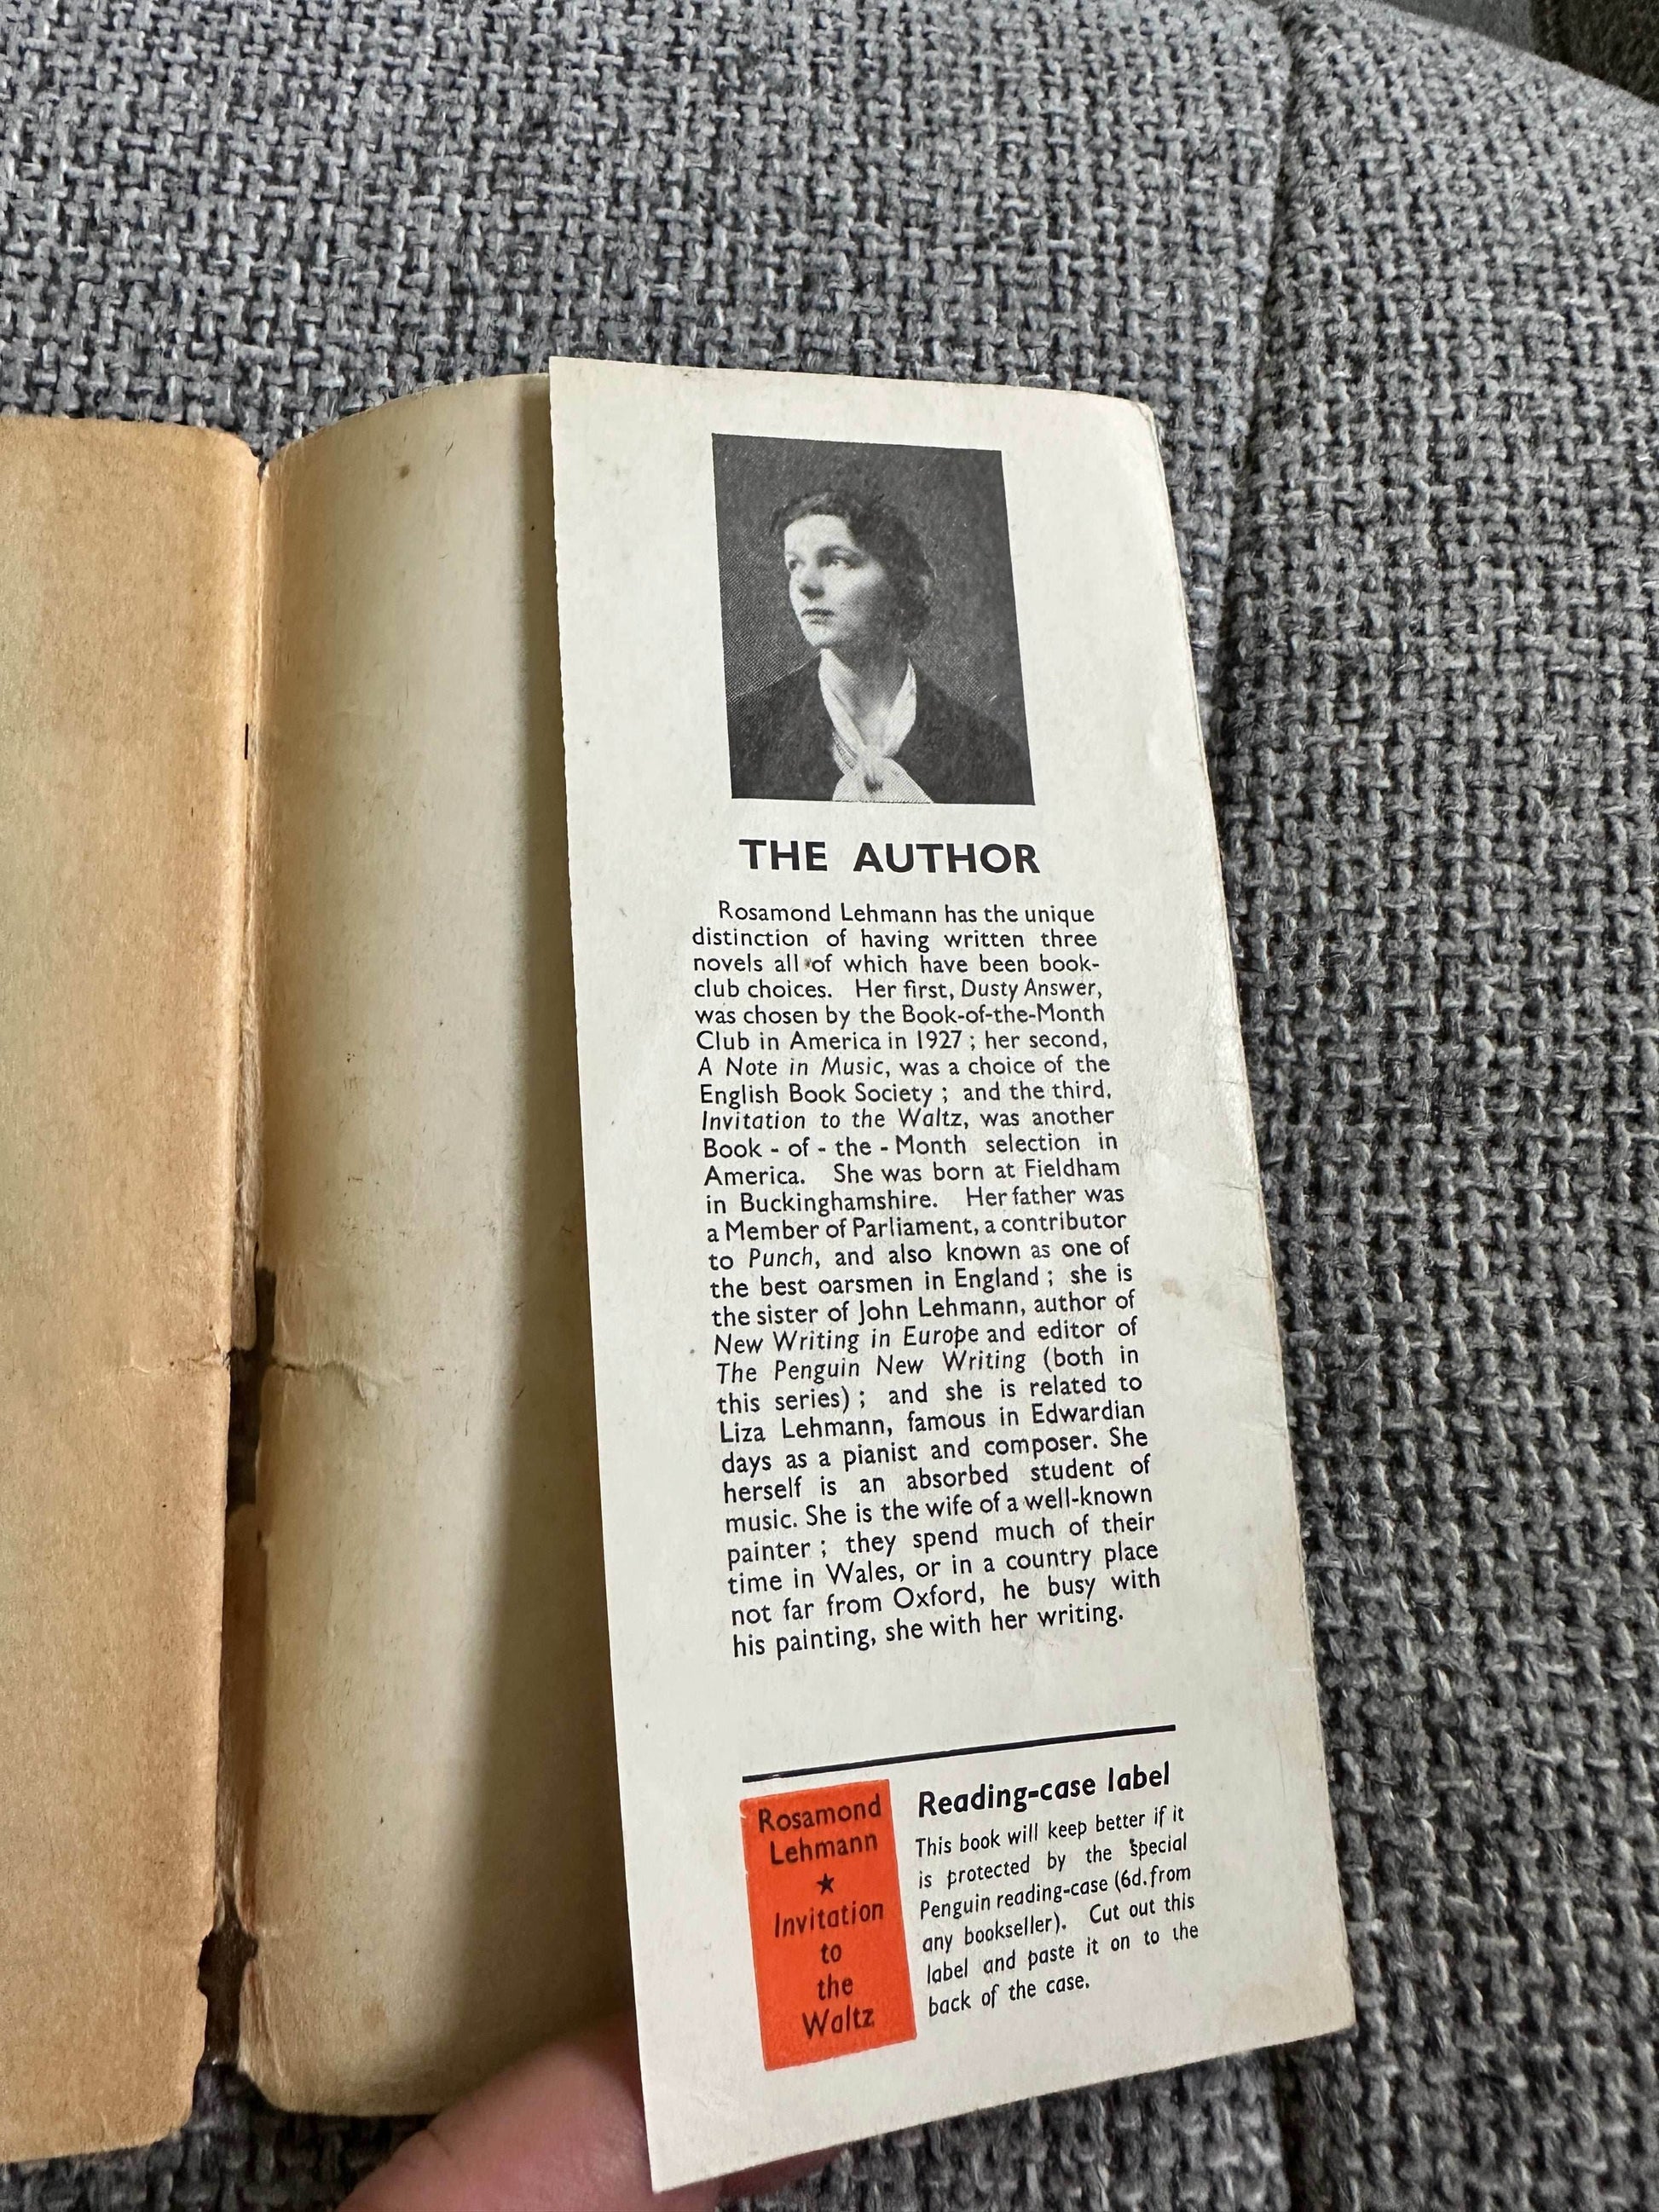 THE AUTHOR
Rosamond Lehmann has the unique
distinction of having written three
novels all of which have been book-
club choices. Her first, Dusty Answer,
was chosen by the Book-of-the-Month
Club in America in 1927 ; her second,
A Note in Music, was a choice of the
English Book Society ; and the third,
Invitation to the Waltz, was another
Book - of - the - Month selection in
America. She was born at Fieldham
in Buckinghamshire. Her father was
a Member of Parliament, a contributor
to Punch, and also known as one of
the best oarsmen in England ; she is
the sister of John Lehmann, author of
New Writing in Europe and editor of
The Penguin New Writing (both in
this series) ; and she is related to
Liza Lehmann, famous in Edwardian
days as a pianist and composer. She
herself is an absorbed student of
music. She is the wife of a well-known
painter ; they spend much of their
time in Wales, or in a country place
not far from Oxford, he busy with
his painting, she with her writing.
Rosamond
Lehmann
★
Invitation
to
the
Waltz
Reading-case label
This book will keep better if it
is protected by the special
Penguin reading-case (6d. from
any bookseller). Cut out this
label and paste it on to the
back of the case.